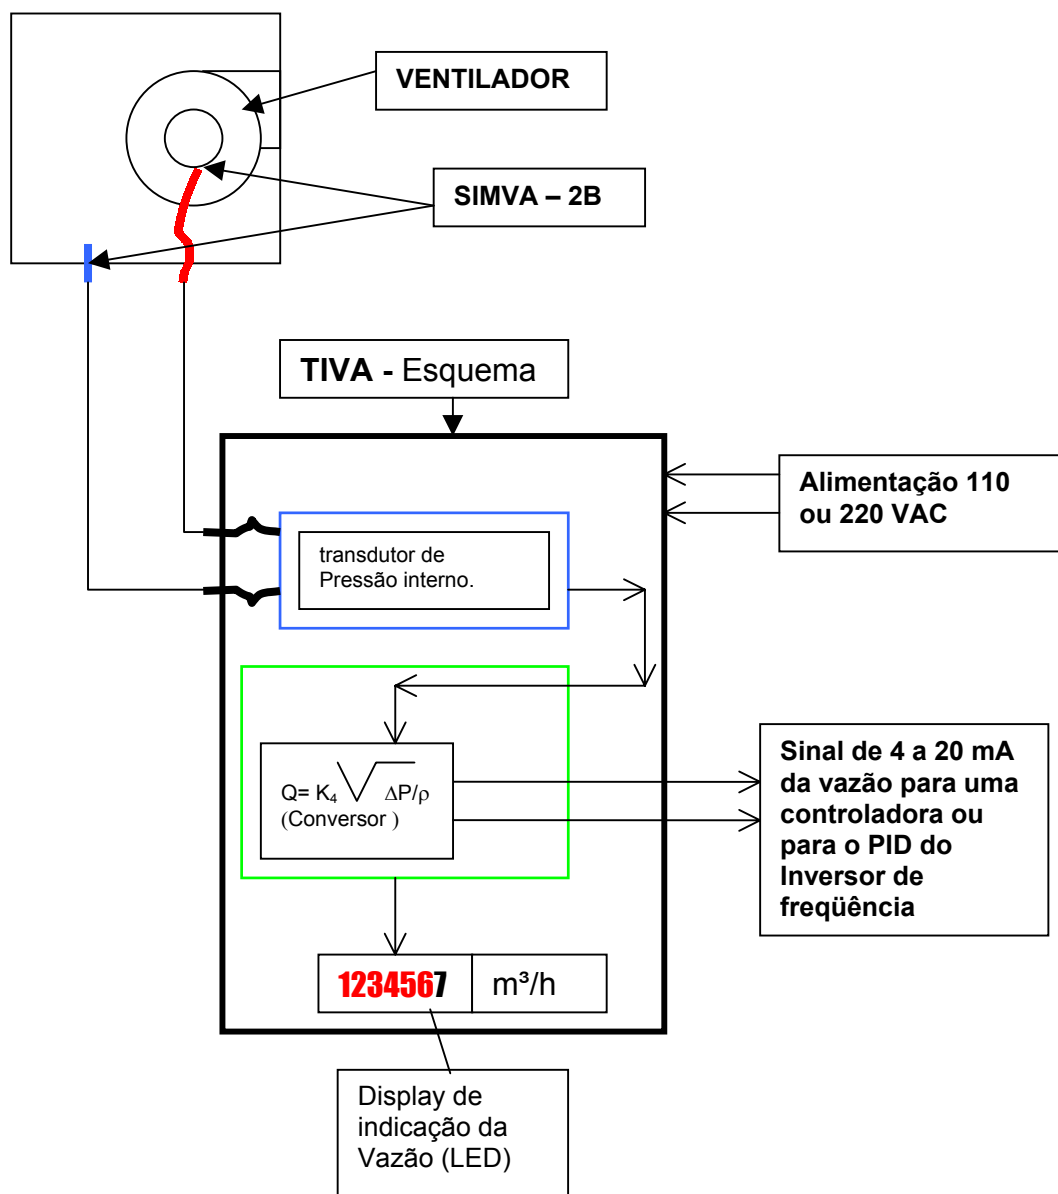 VENTILADOR
SIMVA – 2B
TIVA - Esquema
Alimentação 110
ou 220 VAC
transdutor de
Pressão interno.
Q= K₄ √ ΔP/ρ
(Conversor )
Sinal de 4 a 20 mA
da vazão para uma
controladora ou
para o PID do
Inversor de
freqüência
1234567 m³/h
Display de
indicação da
Vazão (LED)